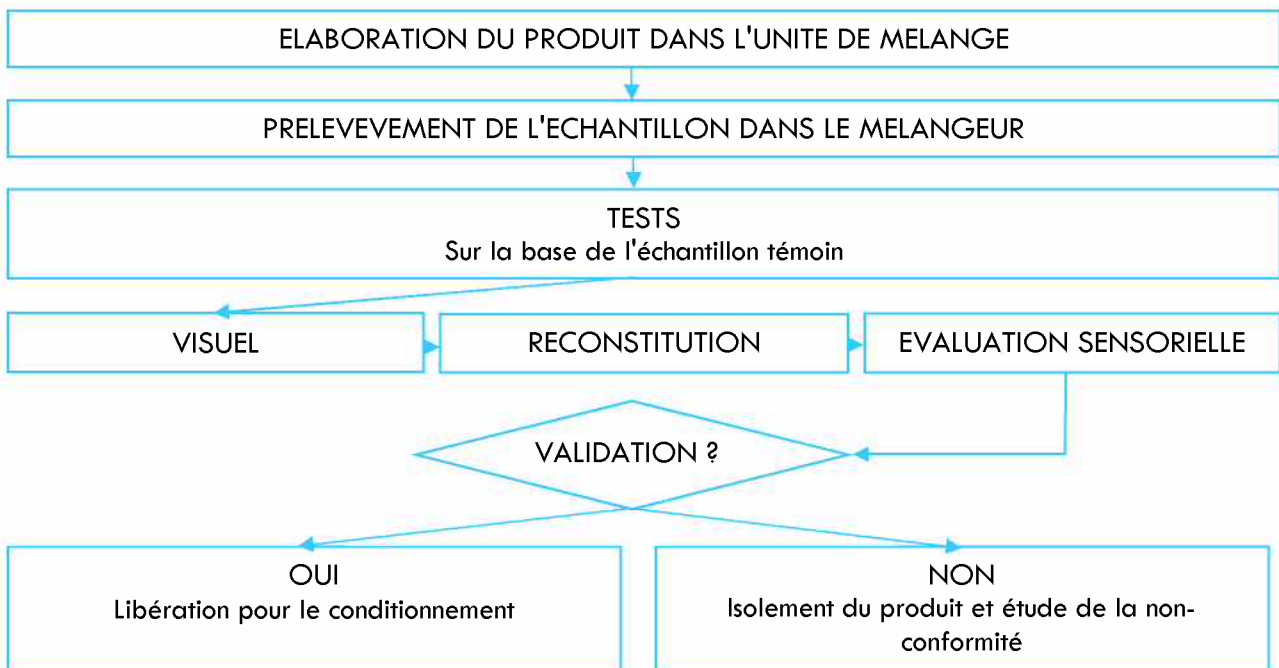 ELABORATION DU PRODUIT DANS L'UNITE DE MELANGE
PRELEVEVEMENT DE L'ECHANTILLON DANS LE MELANGEUR
TESTS
Sur la base de l'échantillon témoin
VISUEL
RECONSTITUTION
EVALUATION SENSORIELLE
VALIDATION ?
OUI
Libération pour le conditionnement
NON
Isolement du produit et étude de la non-
conformité